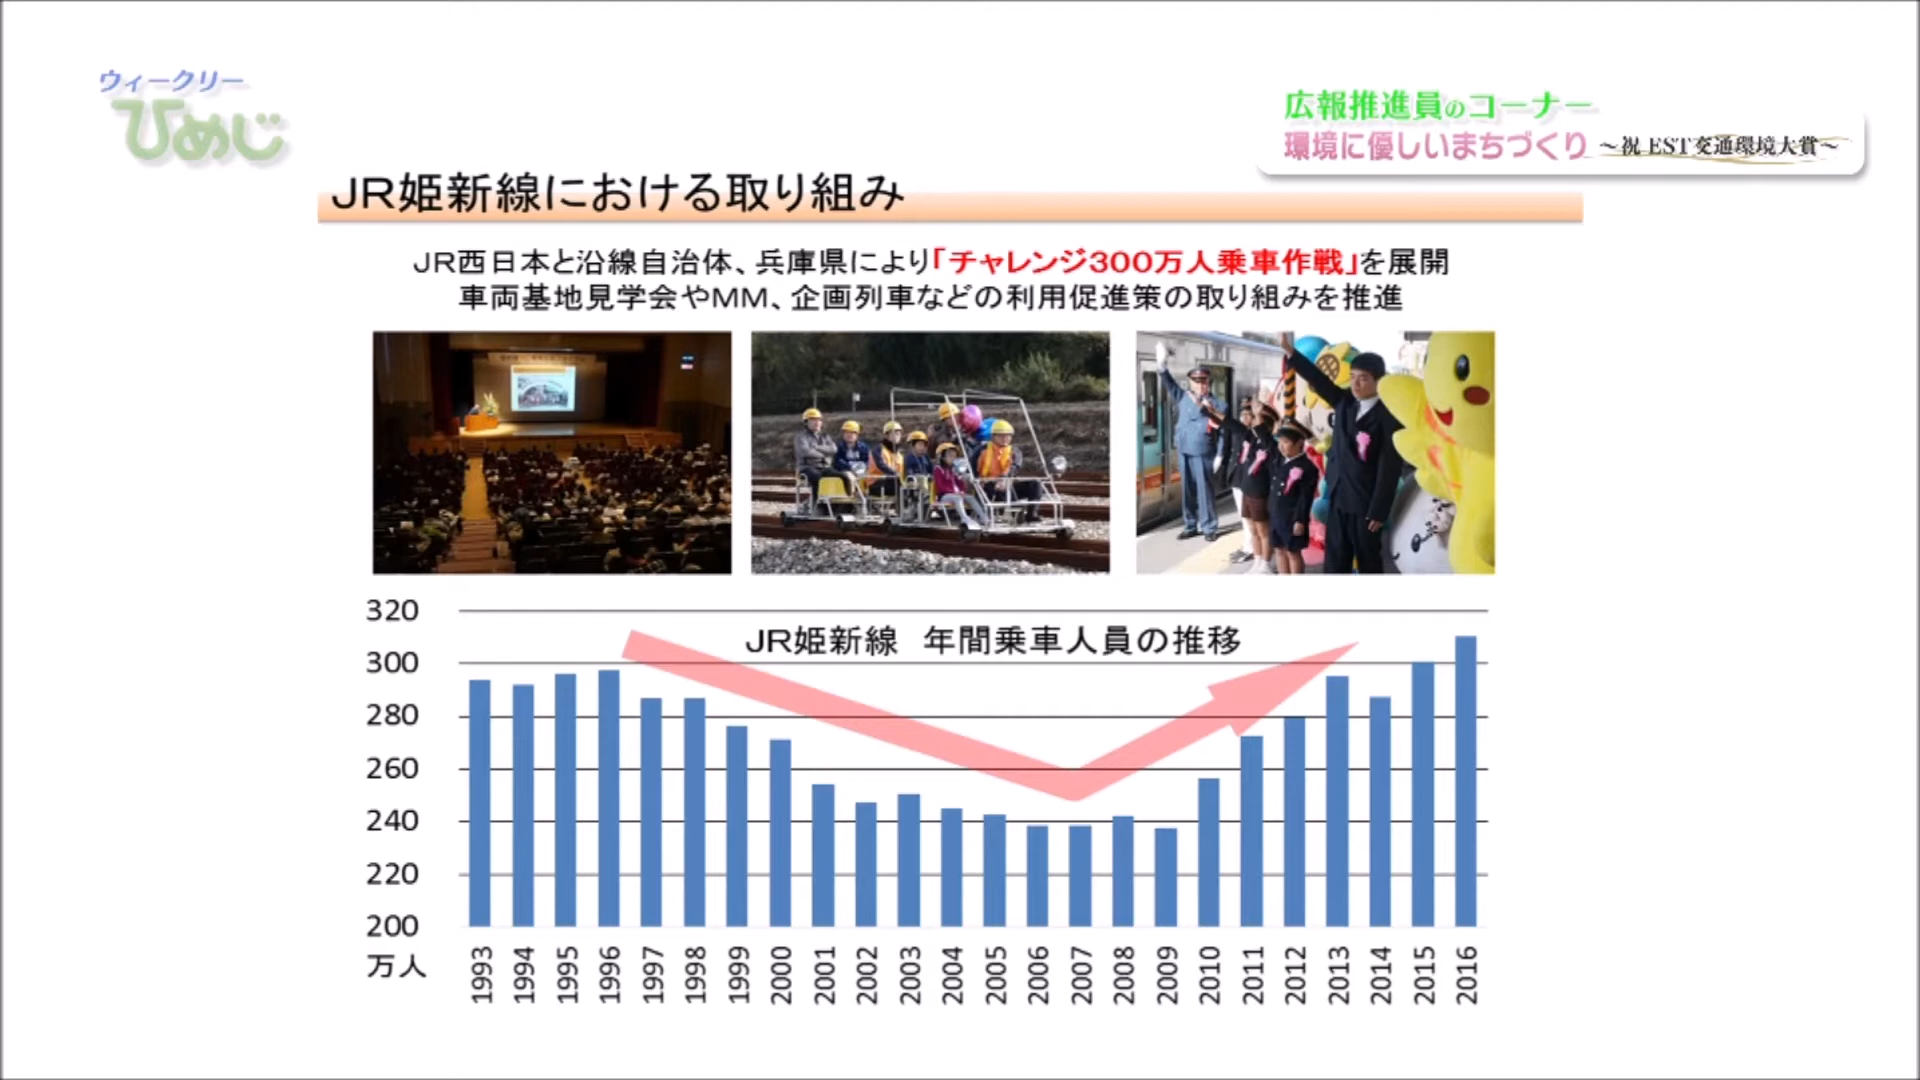 ウィークリー
ひめじ
広報推進員のコーナー
環境に優しいまちづくり ～祝 EST交通環境大賞～
JR姫新線における取り組み
JR西日本と沿線自治体、兵庫県により「チャレンジ300万人乗車作戦」を展開
車両基地見学会やMM、企画列車などの利用促進策の取り組みを推進
JR姫新線 年間乗車人員の推移
320
300
280
260
240
220
200
万人
1993 1994 1995 1996 1997 1998 1999 2000 2001 2002 2003 2004 2005 2006 2007 2008 2009 2010 2011 2012 2013 2014 2015 2016